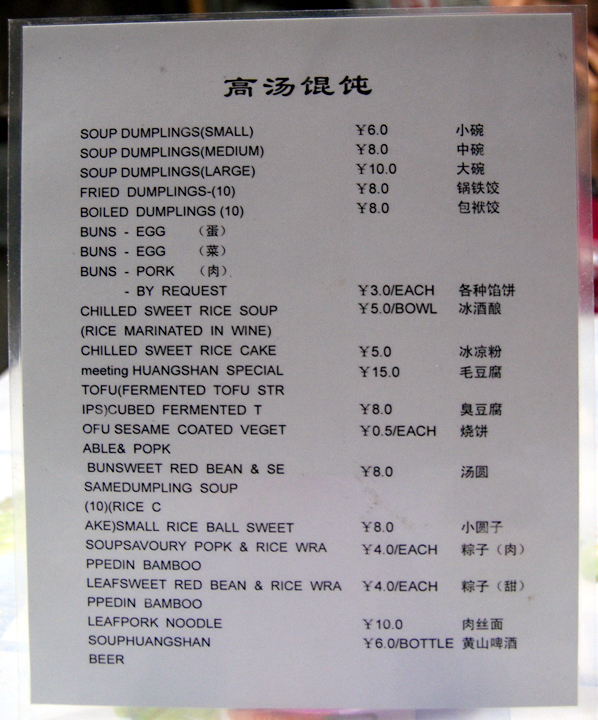 高汤馄饨
SOUP DUMPLINGS(SMALL) ￥6.0 小碗
SOUP DUMPLINGS(MEDIUM) ￥8.0 中碗
SOUP DUMPLINGS(LARGE) ￥10.0 大碗
FRIED DUMPLINGS-(10) ￥8.0 锅铁饺
BOILED DUMPLINGS (10) ￥8.0 包袱饺
BUNS - EGG （蛋）
BUNS - EGG （菜）
BUNS - PORK （肉）
- BY REQUEST ￥3.0/EACH 各种馅饼
CHILLED SWEET RICE SOUP ￥5.0/BOWL 冰酒酿
(RICE MARINATED IN WINE)
CHILLED SWEET RICE CAKE ￥5.0 冰凉粉
meeting HUANGSHAN SPECIAL ￥15.0 毛豆腐
TOFU(FERMENTED TOFU STR
IPS)CUBED FERMENTED T ￥8.0 臭豆腐
OFU SESAME COATED VEGET ￥0.5/EACH 烧饼
ABLE& POPK
BUNSWEET RED BEAN & SE ￥8.0 汤圆
SAMEDUMPLING SOUP
(10)(RICE C
AKE)SMALL RICE BALL SWEET ￥8.0 小圆子
SOUPSAVOURY POPK & RICE WRA ￥4.0/EACH 粽子（肉）
PPEDIN BAMBOO
LEAFSWEET RED BEAN & RICE WRA ￥4.0/EACH 粽子（甜）
PPEDIN BAMBOO
LEAFPORK NOODLE ￥10.0 肉丝面
SOUPHUANGSHAN ￥6.0/BOTTLE 黄山啤酒
BEER